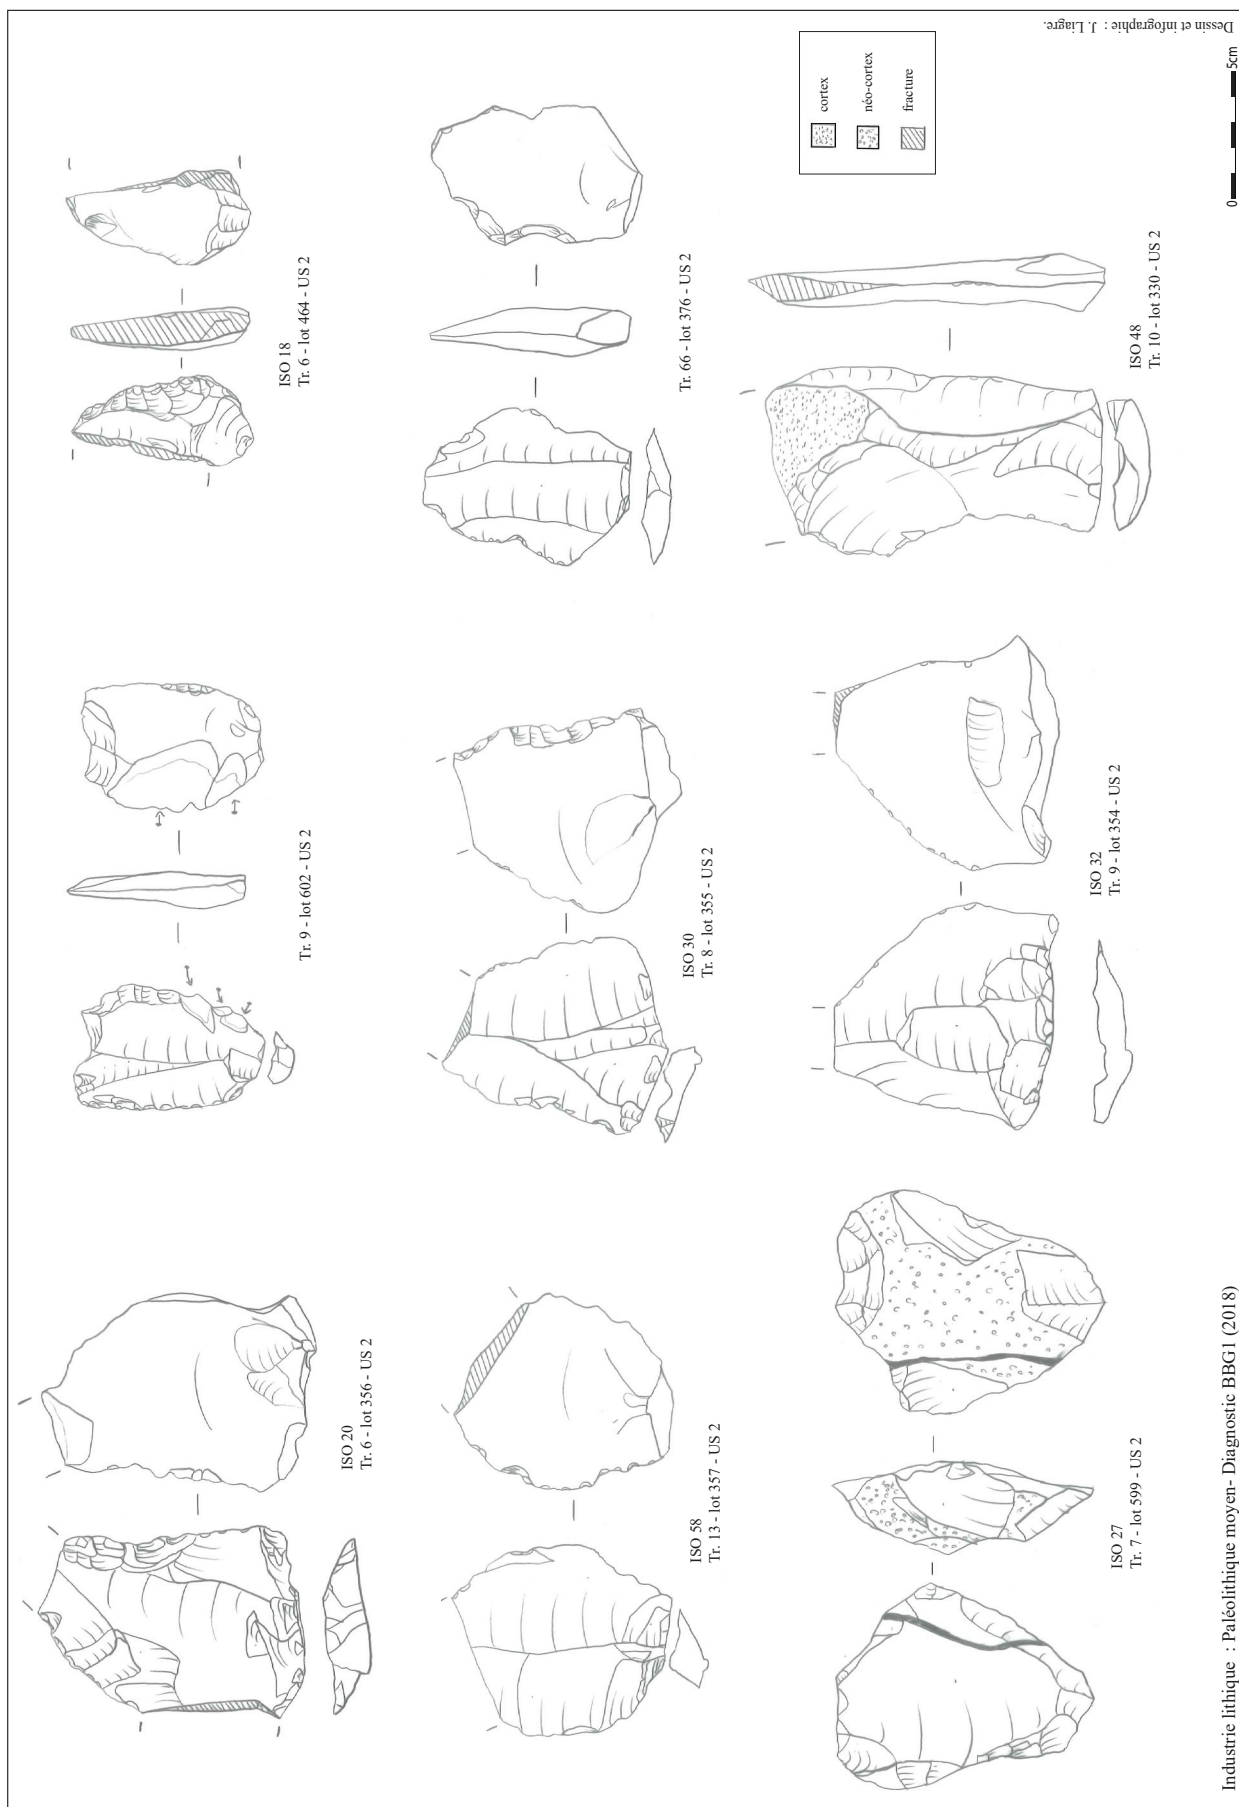 ISO 20
Tr. 6 - lot 356 - US 2
Tr. 9 - lot 602 - US 2
ISO 18
Tr. 6 - lot 464 - US 2
ISO 58
Tr. 13 - lot 357 - US 2
ISO 30
Tr. 8 - lot 355 - US 2
Tr. 66 - lot 376 - US 2
ISO 27
Tr. 7 - lot 599 - US 2
ISO 32
Tr. 9 - lot 354 - US 2
ISO 48
Tr. 10 - lot 330 - US 2
cortex
néo-cortex
fracture
0
5cm
Dessin et infographie : J. Liagre.
Industrie lithique : Paléolithique moyen- Diagnostic BBG1 (2018)